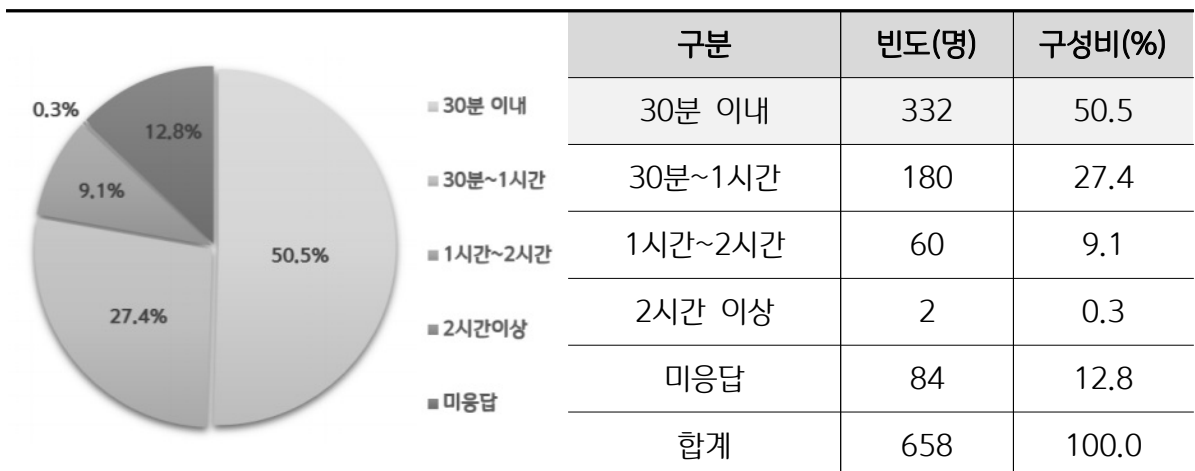 0.3%
12.8%
9.1%
50.5%
27.4%
30분 이내
30분~1시간
1시간~2시간
2시간이상
미응답
구분 빈도(명) 구성비(%)
30분 이내 332 50.5
30분~1시간 180 27.4
1시간~2시간 60 9.1
2시간 이상 2 0.3
미응답 84 12.8
합계 658 100.0